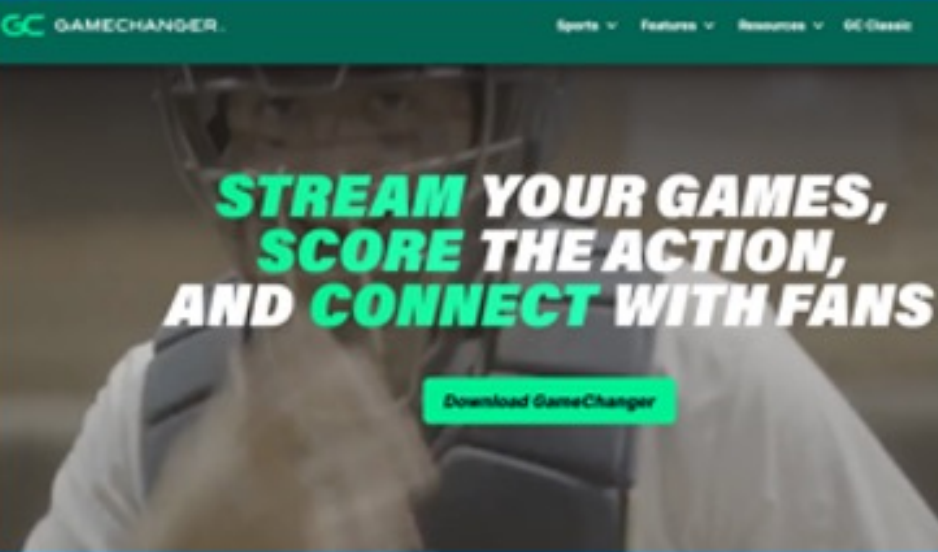 GC GAMECHANGER.
Sports Features Resources GC Classic
STREAM YOUR GAMES,
SCORE THE ACTION,
AND CONNECT WITH FANS
Download GameChanger